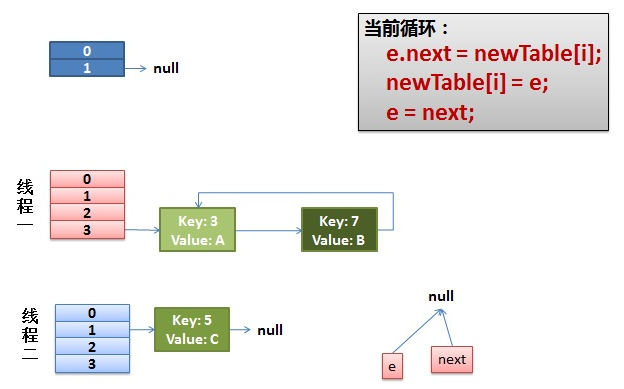 0
1
null
当前循环：
e.next = newTable[i];
newTable[i] = e;
e = next;
线程一
0
1
2
3
Key: 3
Value: A
Key: 7
Value: B
线程二
0
1
2
3
Key: 5
Value: C
null
null
e
next